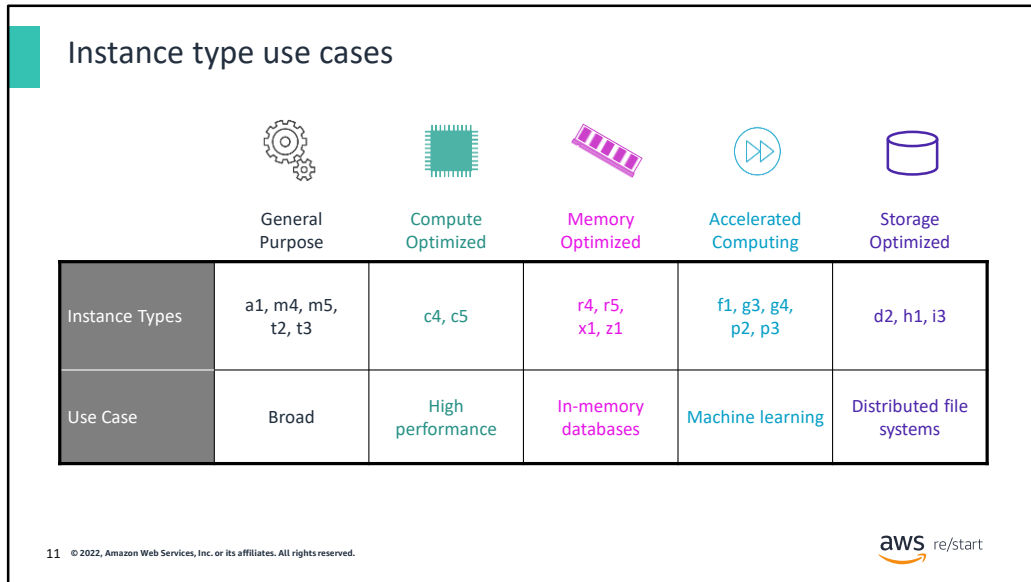 Instance type use cases
General
Purpose
Compute
Optimized
Memory
Optimized
Accelerated
Computing
Storage
Optimized
Instance Types
a1, m4, m5,
t2, t3
c4, c5
r4, r5,
x1, z1
f1, g3, g4,
p2, p3
d2, h1, i3
Use Case
Broad
High
performance
In-memory
databases
Machine learning
Distributed file
systems
11 © 2022, Amazon Web Services, Inc. or its affiliates. All rights reserved.
aws re/start